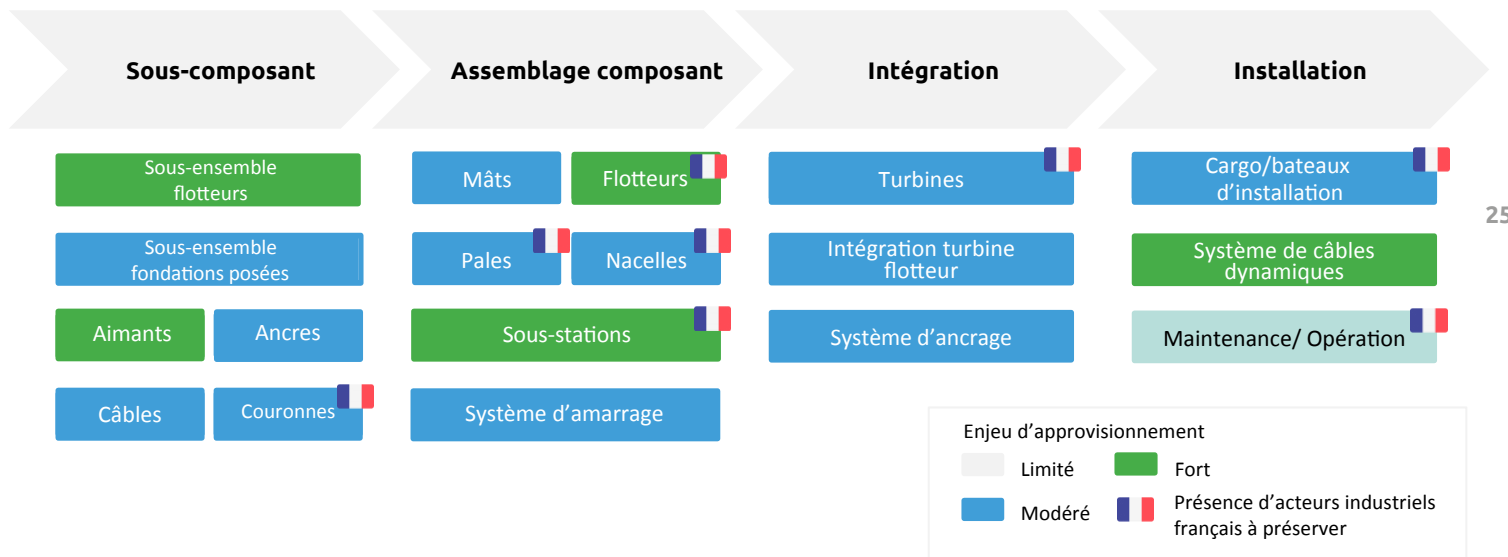 Sous-composant
Assemblage composant
Intégration
Installation
Sous-ensemble
flotteurs
Sous-ensemble
fondations posées
Aimants
Ancres
Câbles
Couronnes
Mâts
Flotteurs
Pales
Nacelles
Sous-stations
Système d’amarrage
Turbines
Intégration turbine
flotteur
Système d’ancrage
Cargo/bateaux
d’installation
Système de câbles
dynamiques
Maintenance/ Opération
25
Enjeu d’approvisionnement
Limité
Fort
Modéré
Présence d’acteurs industriels
français à préserver